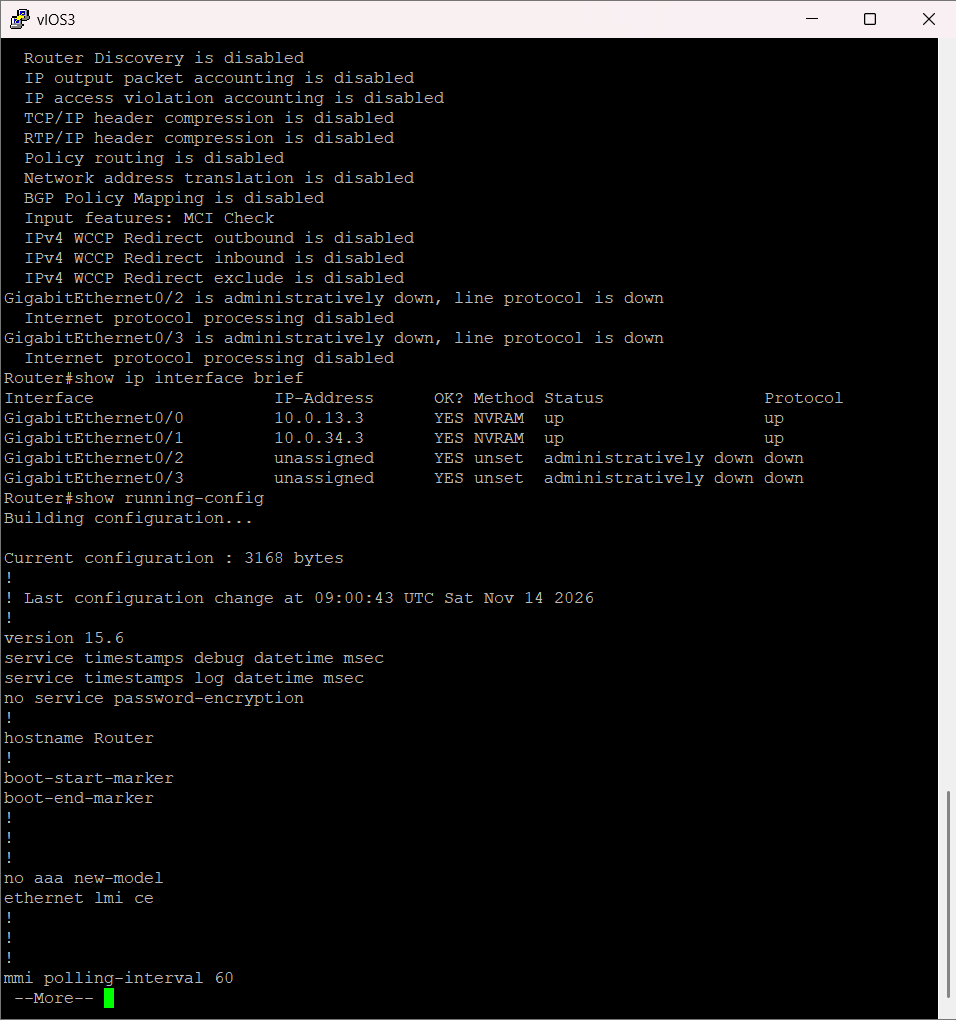 vIOS3
Router Discovery is disabled
IP output packet accounting is disabled
IP access violation accounting is disabled
TCP/IP header compression is disabled
RTP/IP header compression is disabled
Policy routing is disabled
Network address translation is disabled
BGP Policy Mapping is disabled
Input features: MCI Check
IPv4 WCCP Redirect outbound is disabled
IPv4 WCCP Redirect inbound is disabled
IPv4 WCCP Redirect exclude is disabled
GigabitEthernet0/2 is administratively down, line protocol is down
Internet protocol processing disabled
GigabitEthernet0/3 is administratively down, line protocol is down
Internet protocol processing disabled
Router#show ip interface brief
Interface                  IP-Address      OK? Method Status                Protocol
GigabitEthernet0/0         10.0.13.3       YES NVRAM  up                    up
GigabitEthernet0/1         10.0.34.3       YES NVRAM  up                    up
GigabitEthernet0/2         unassigned      YES unset  administratively down down
GigabitEthernet0/3         unassigned      YES unset  administratively down down
Router#show running-config
Building configuration...
Current configuration : 3168 bytes
!
! Last configuration change at 09:00:43 UTC Sat Nov 14 2026
!
version 15.6
service timestamps debug datetime msec
service timestamps log datetime msec
no service password-encryption
!
hostname Router
!
boot-start-marker
boot-end-marker
!
!
!
no aaa new-model
ethernet lmi ce
!
!
!
mmi polling-interval 60
--More--